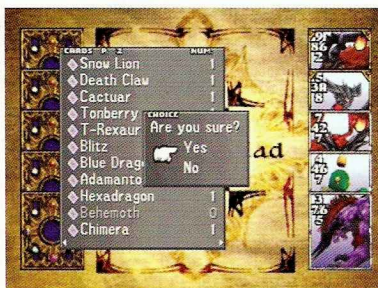 CARDS P. 2 NUM.
Snow Lion 1
Death Claw 1
Cactuar 1
Tonberry
T-Rexaur
Blitz
Blue Drag
Adamanto
Hexadragon 1
Behemoth 0
Chimera 1
CHOICE
Are you sure?
Yes
No
ad